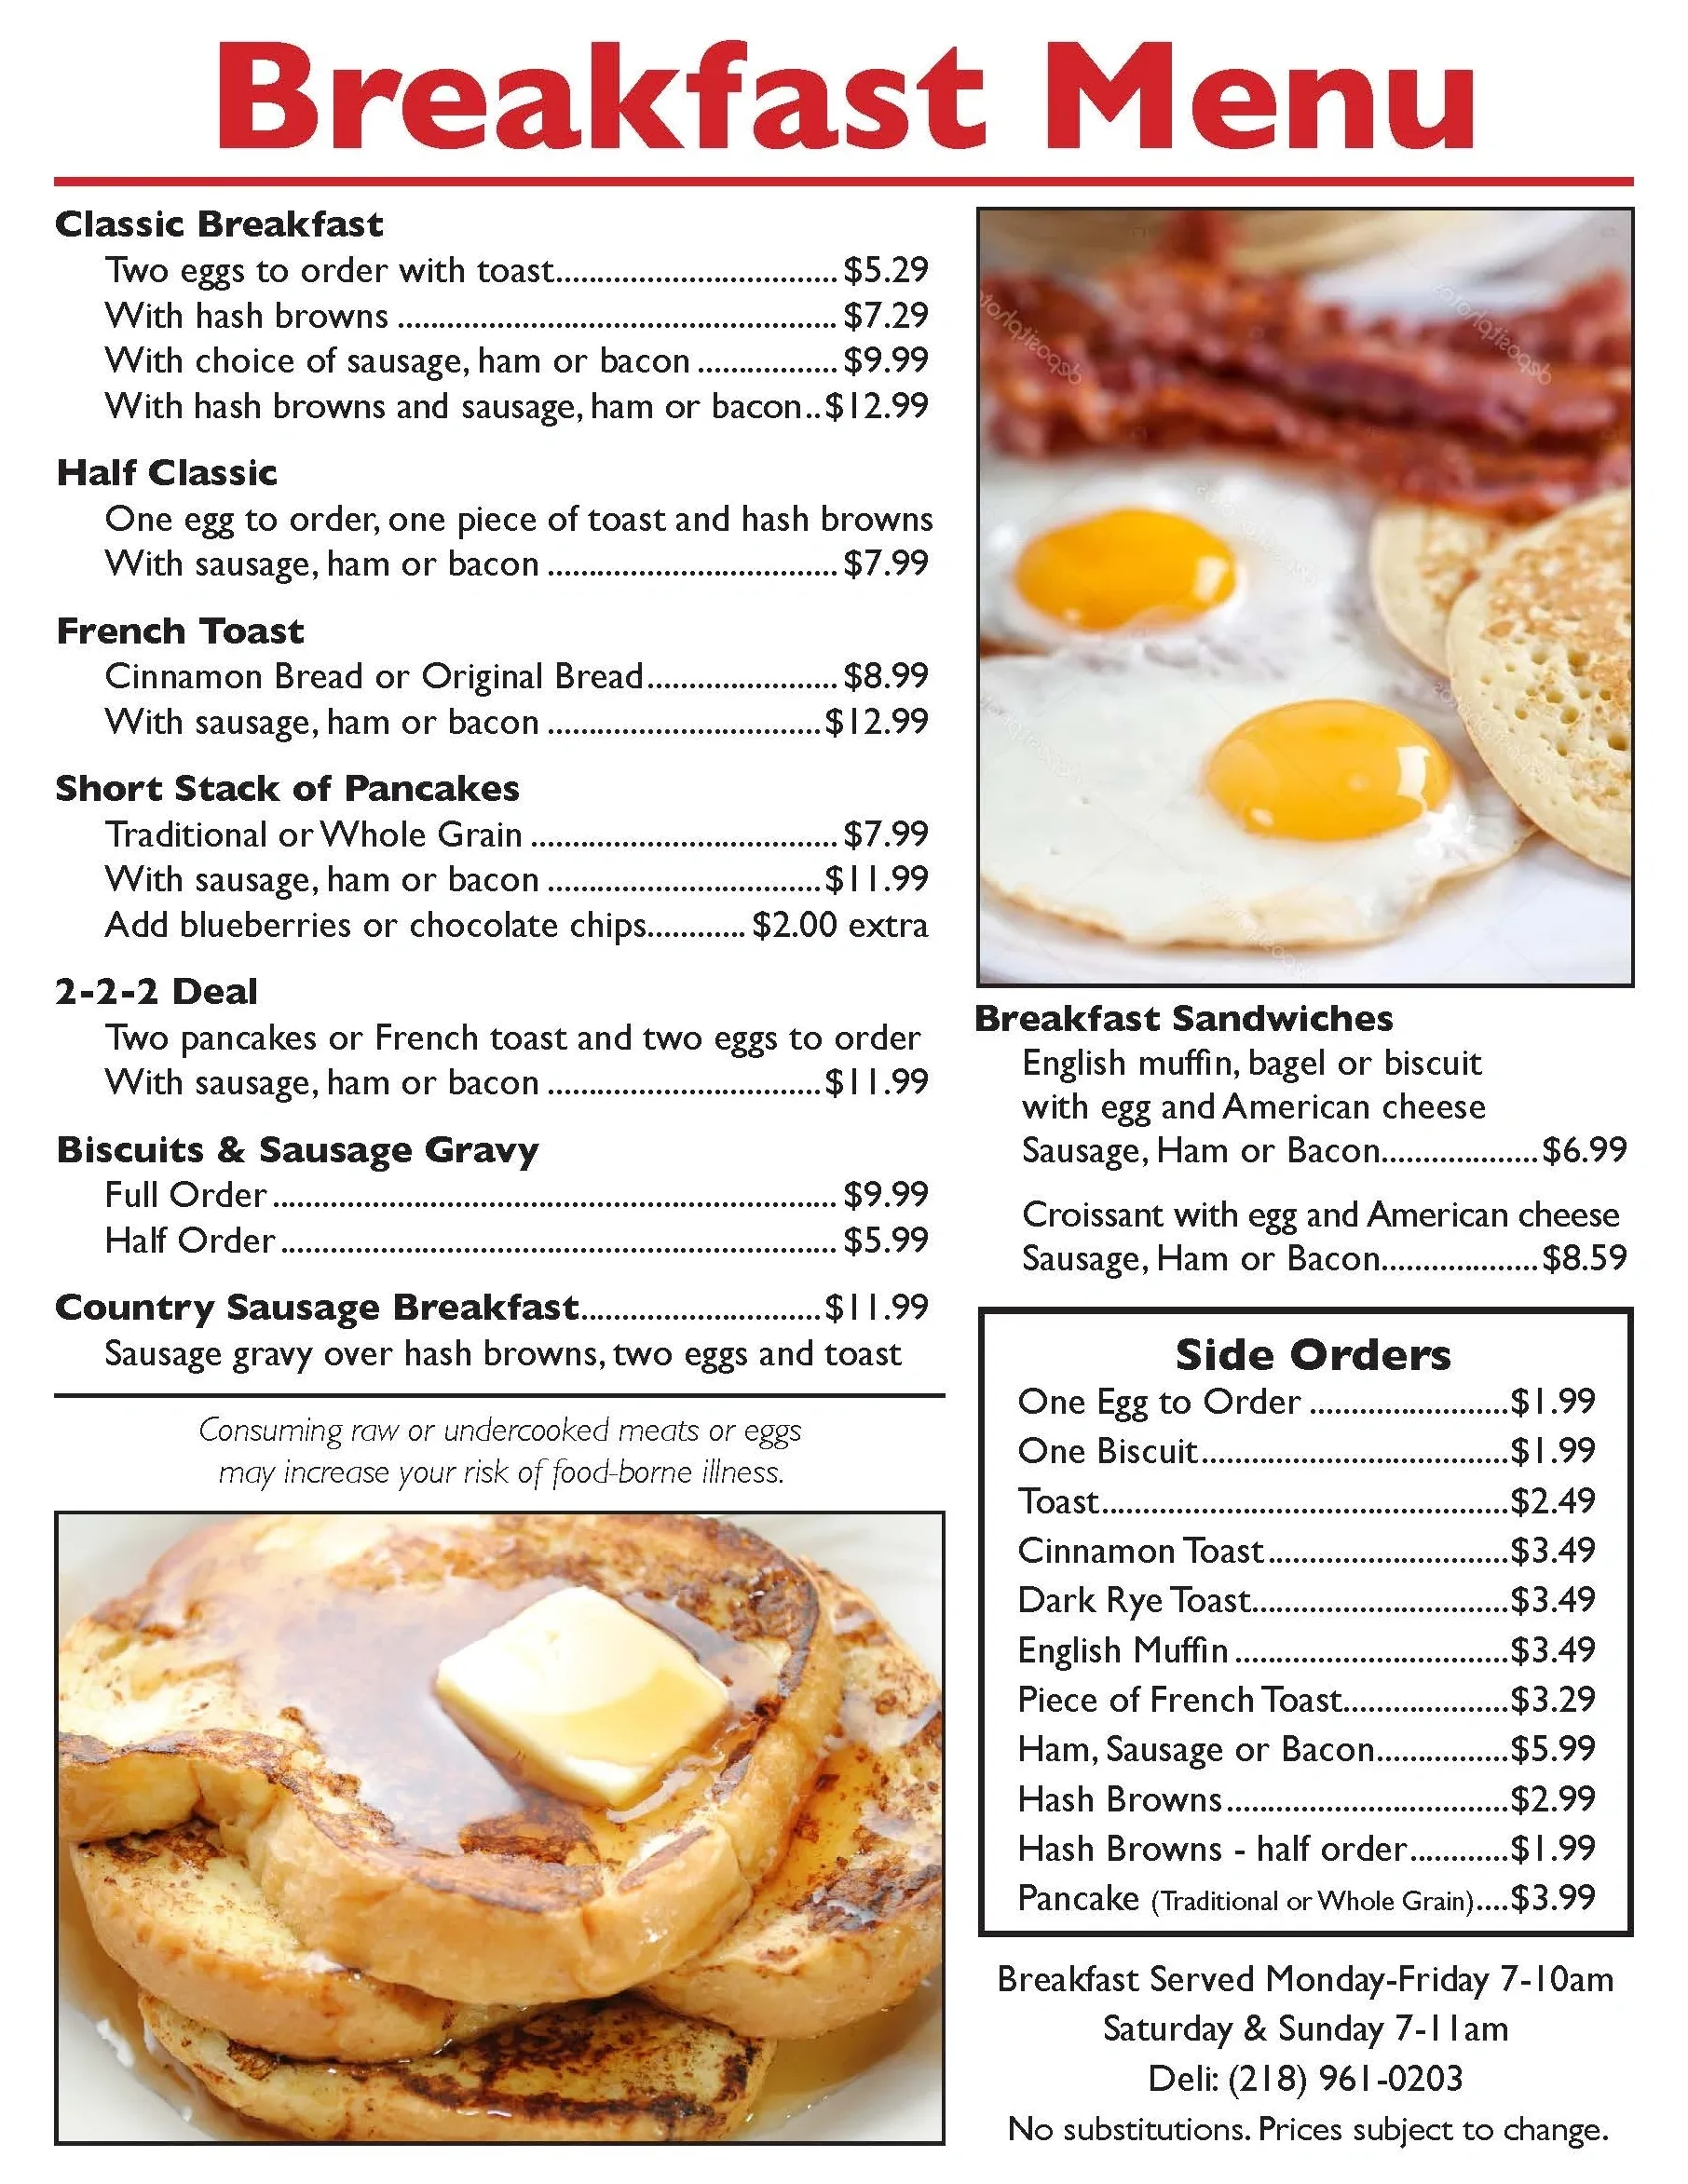 Breakfast Menu
Classic Breakfast
Two eggs to order with toast.................................. $5.29
With hash browns ..................................................... $7.29
With choice of sausage, ham or bacon ................. $9.99
With hash browns and sausage, ham or bacon.. $12.99
Half Classic
One egg to order, one piece of toast and hash browns
With sausage, ham or bacon ................................... $7.99
French Toast
Cinnamon Bread or Original Bread....................... $8.99
With sausage, ham or bacon ................................. $12.99
Short Stack of Pancakes
Traditional or Whole Grain ..................................... $7.99
With sausage, ham or bacon ................................. $11.99
Add blueberries or chocolate chips............ $2.00 extra
2-2-2 Deal
Two pancakes or French toast and two eggs to order
With sausage, ham or bacon ................................. $11.99
Biscuits & Sausage Gravy
Full Order .................................................................... $9.99
Half Order ................................................................... $5.99
Country Sausage Breakfast............................. $11.99
Sausage gravy over hash browns, two eggs and toast
Consuming raw or undercooked meats or eggs
may increase your risk of food-borne illness.
Breakfast Sandwiches
English muffin, bagel or biscuit
with egg and American cheese
Sausage, Ham or Bacon................... $6.99
Croissant with egg and American cheese
Sausage, Ham or Bacon................... $8.59
Side Orders
One Egg to Order ........................ $1.99
One Biscuit..................................... $1.99
Toast................................................. $2.49
Cinnamon Toast............................. $3.49
Dark Rye Toast............................... $3.49
English Muffin ................................. $3.49
Piece of French Toast.................... $3.29
Ham, Sausage or Bacon................ $5.99
Hash Browns.................................. $2.99
Hash Browns - half order............ $1.99
Pancake (Traditional or Whole Grain).... $3.99
Breakfast Served Monday-Friday 7-10am
Saturday & Sunday 7-11am
Deli: (218) 961-0203
No substitutions. Prices subject to change.